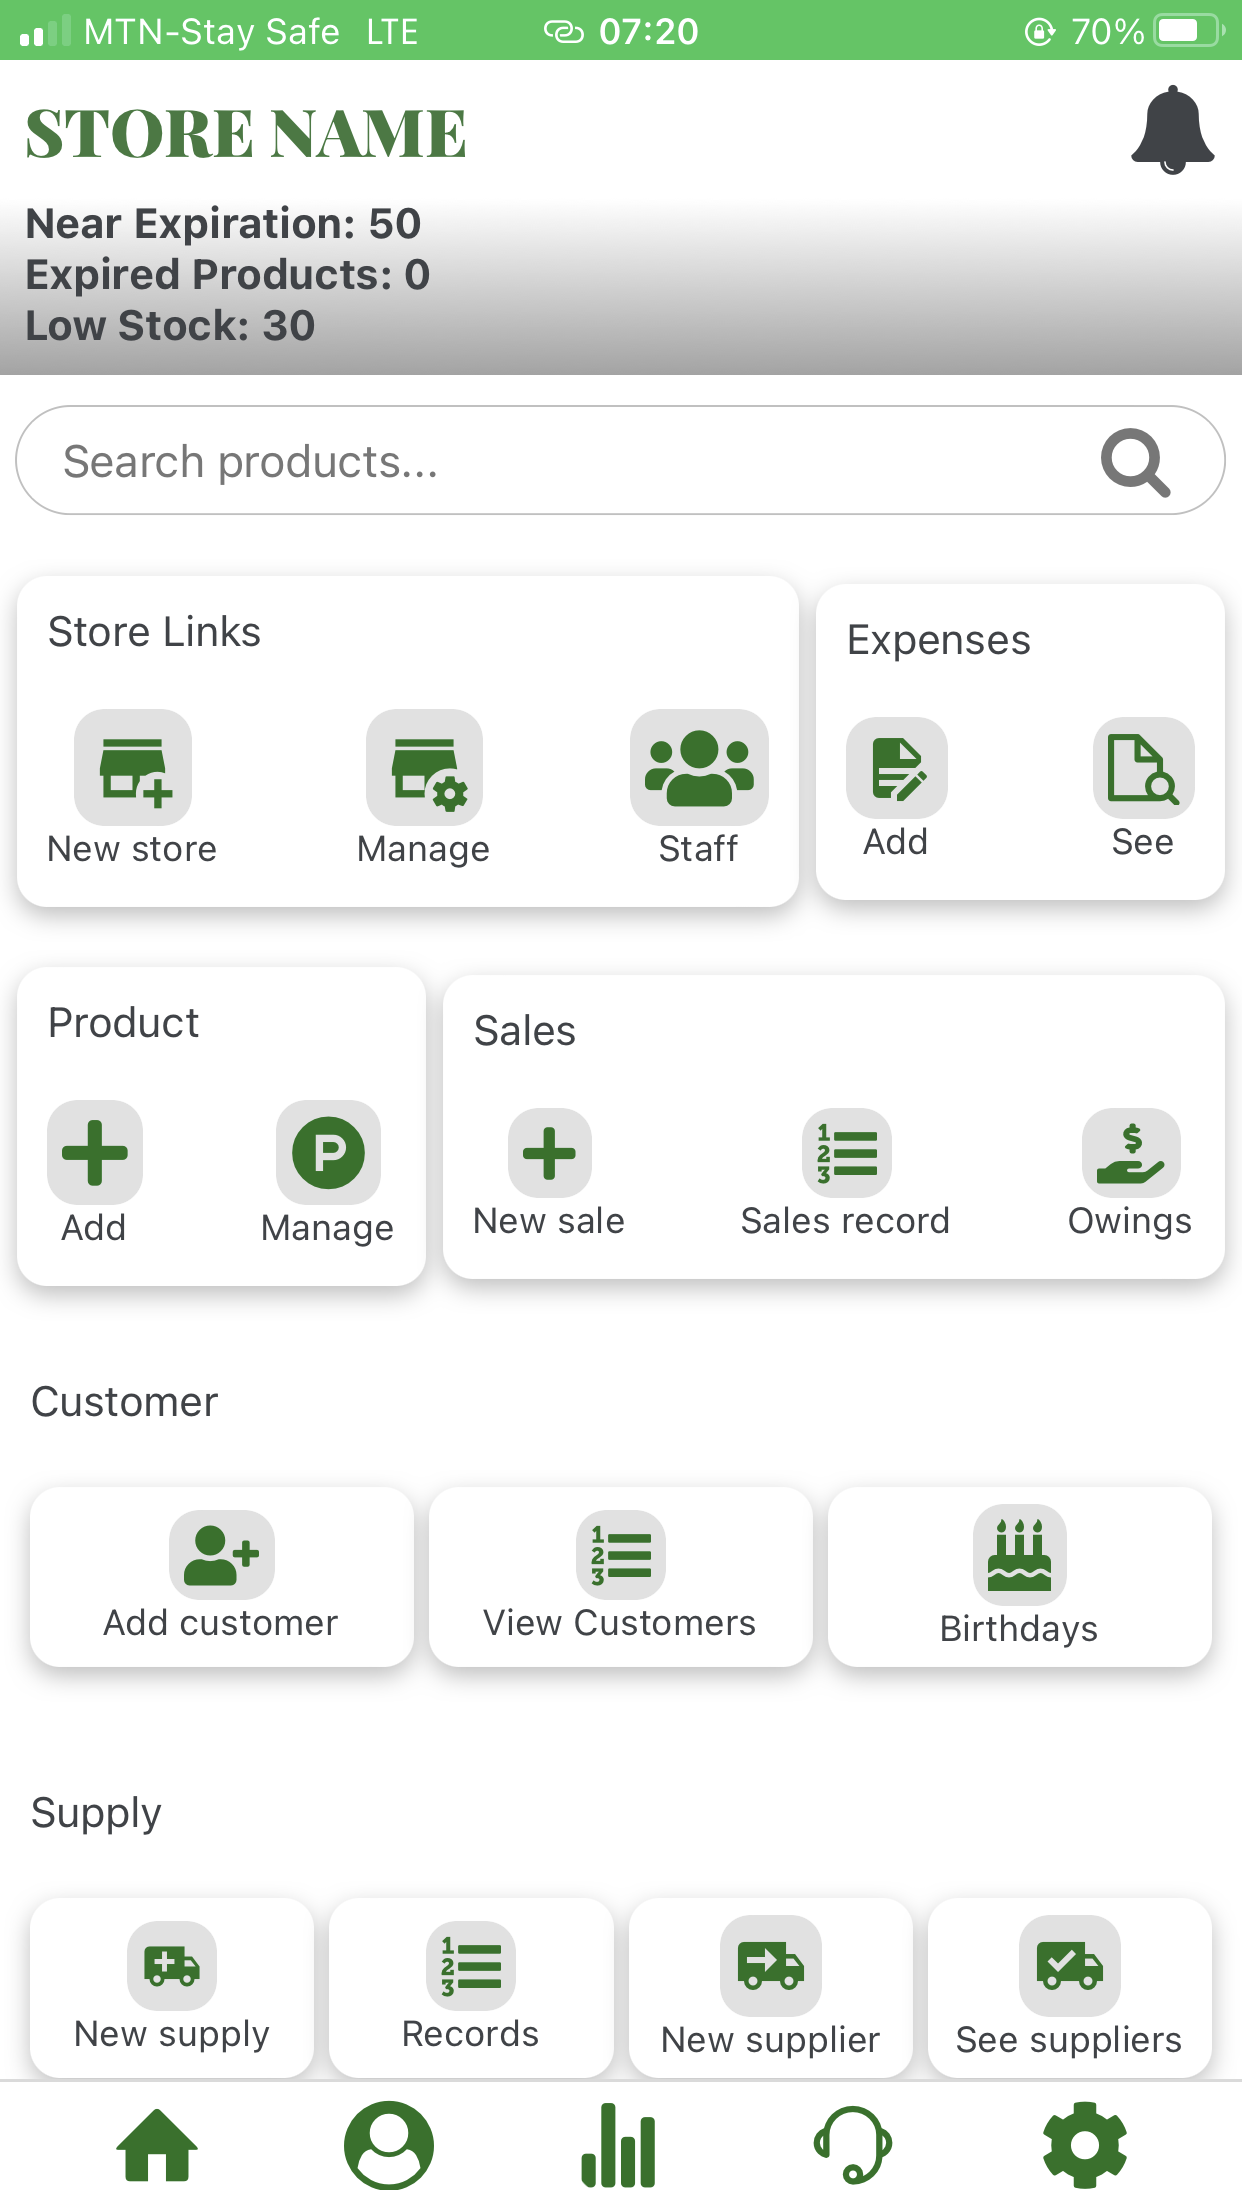 MTN-Stay Safe LTE 07:20 70%
STORE NAME
Near Expiration: 50
Expired Products: 0
Low Stock: 30
Search products...
Store Links
New store Manage Staff
Expenses
Add See
Product
Add Manage
Sales
New sale Sales record Owings
Customer
Add customer View Customers Birthdays
Supply
New supply Records New supplier See suppliers